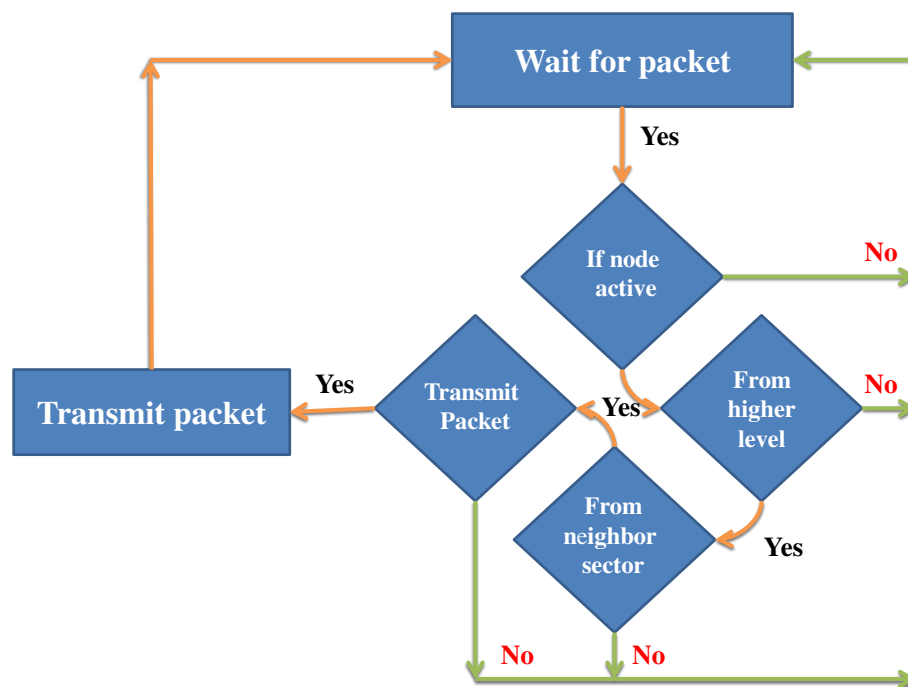 Wait for packet
Yes
If node
active
No
Transmit packet
Yes
Transmit
Packet
Yes
From
higher
level
No
From
neighbor
sector
Yes
No
No